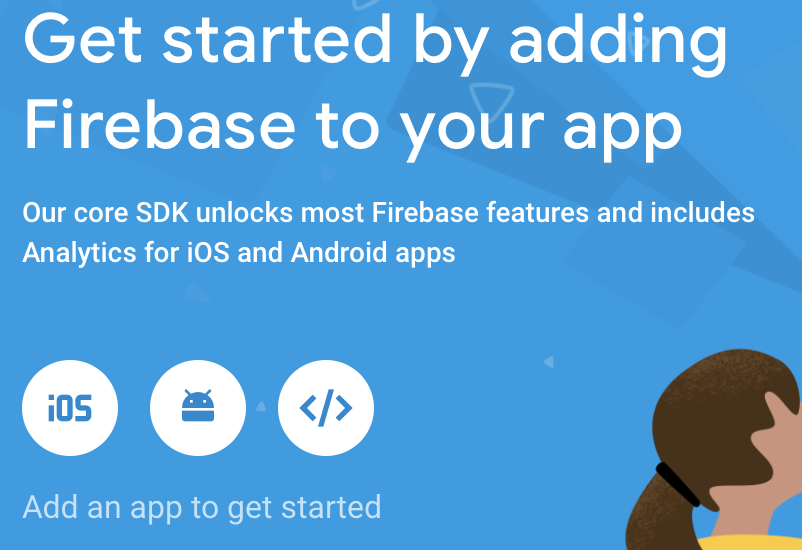 Get started by adding
Firebase to your app
Our core SDK unlocks most Firebase features and includes
Analytics for iOS and Android apps
iOS
</>
Add an app to get started